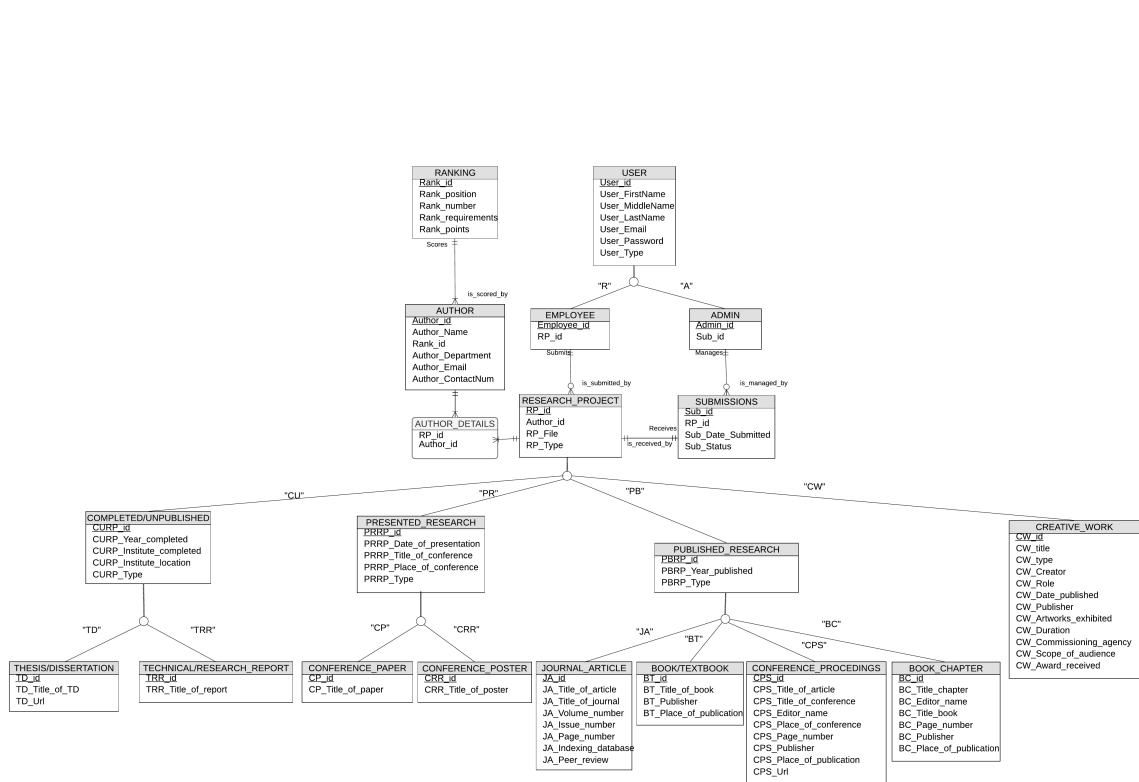 RANKING
Rank_id
Rank_position
Rank_number
Rank_requirements
Rank_points
USER
User_id
User_FirstName
User_MiddleName
User_LastName
User_Email
User_Password
User_Type
Scores
is_scored_by
"R"
"A"
AUTHOR
Author_id
Author_Name
Rank_id
Author_Department
Author_Email
Author_ContactNum
EMPLOYEE
Employee_id
RP_id
ADMIN
Admin_id
Sub_id
Submits
is_submitted_by
Manages
is_managed_by
AUTHOR_DETAILS
RP_id
Author_id
RESEARCH_PROJECT
RP_id
Author_id
RP_File
RP_Type
Receives
is_received_by
SUBMISSIONS
Sub_id
RP_id
Sub_Date_Submitted
Sub_Status
"CU"
"PR"
"PB"
"CW"
COMPLETED/UNPUBLISHED
CURP_id
CURP_Year_completed
CURP_Institute_completed
CURP_Institute_location
CURP_Type
PRESENTED_RESEARCH
PRRP_id
PRRP_Date_of_presentation
PRRP_Title_of_conference
PRRP_Place_of_conference
PRRP_Type
PUBLISHED_RESEARCH
PBRP_id
PBRP_Year_published
PBRP_Type
CREATIVE_WORK
CW_id
CW_title
CW_type
CW_Creator
CW_Role
CW_Date_published
CW_Publisher
CW_Artworks_exhibited
CW_Duration
CW_Commissioning_agency
CW_Scope_of_audience
CW_Award_received
"TD"
"TRR"
"CP"
"CRR"
"JA"
"BT"
"CPS"
"BC"
THESIS/DISSERTATION
TD_id
TD_Title_of_TD
TD_Url
TECHNICAL/RESEARCH_REPORT
TRR_id
TRR_Title_of_report
CONFERENCE_PAPER
CP_id
CP_Title_of_paper
CONFERENCE_POSTER
CRR_id
CRR_Title_of_poster
JOURNAL_ARTICLE
JA_id
JA_Title_of_article
JA_Title_of_journal
JA_Volume_number
JA_Issue_number
JA_Page_number
JA_Indexing_database
JA_Peer_review
BOOK/TEXTBOOK
BT_id
BT_Title_of_book
BT_Publisher
BT_Place_of_publication
CONFERENCE_PROCEDINGS
CPS_id
CPS_Title_of_article
CPS_Title_of_conference
CPS_Editor_name
CPS_Place_of_conference
CPS_Page_number
CPS_Publisher
CPS_Place_of_publication
CPS_Url
BOOK_CHAPTER
BC_id
BC_Title_chapter
BC_Editor_name
BC_Title_book
BC_Page_number
BC_Publisher
BC_Place_of_publication